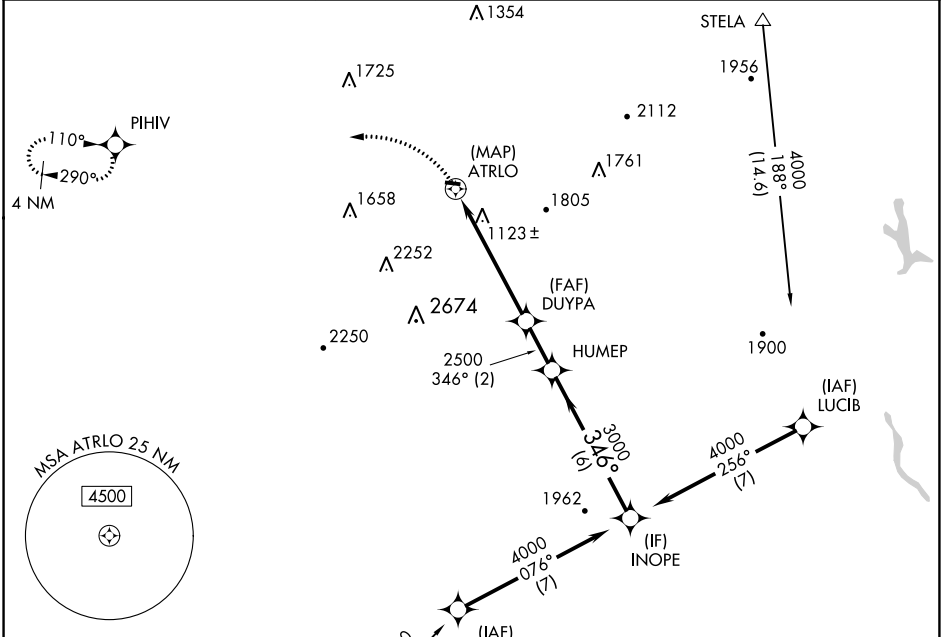 1354
STELA
1725
1956
PIHIV
2112
110°
290°
4 NM
(MAP)
ATRLO
1761
4000
188°
(14.6)
1658
1805
1123±
2252
(FAF)
DUYPA
2674
2250
1900
HUMEP
2500
346° (2)
(IAF)
LUCIB
3000
346°
(6)
4000
256°
(7)
MSA ATRLO 25 NM
4500
1962
(IF)
INOPE
4000
076°
(7)
(IAF)